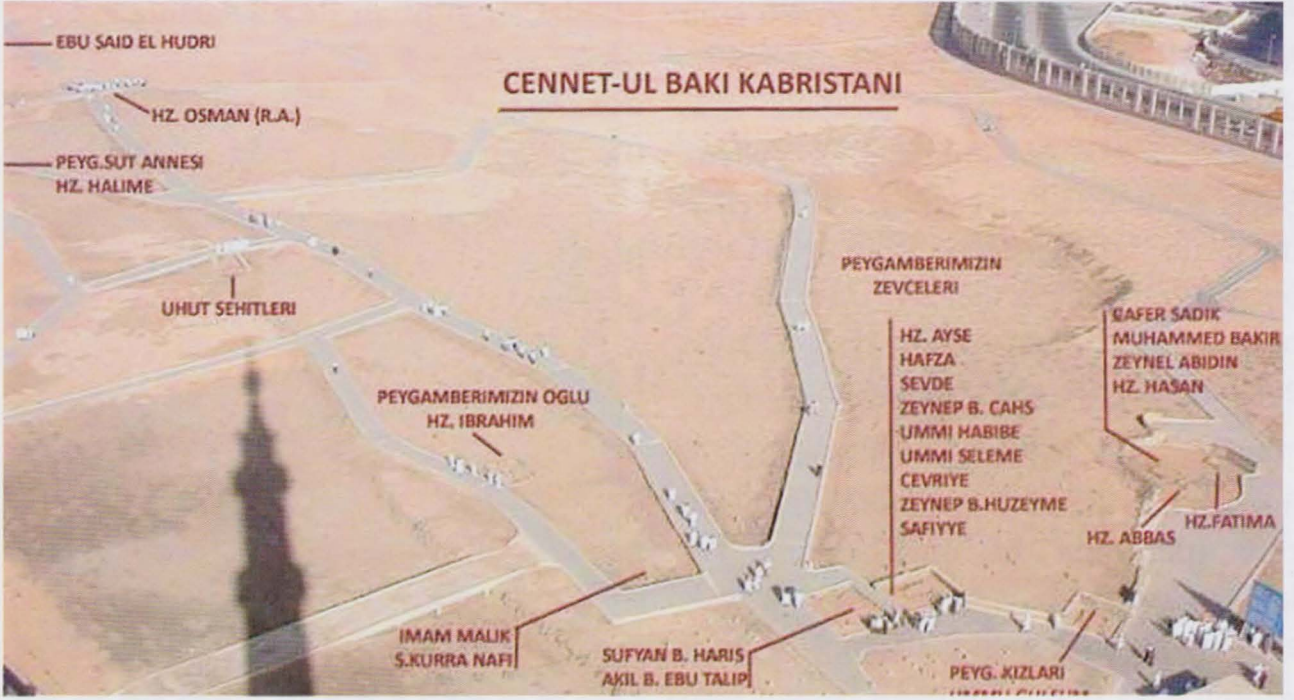 EBU SAID EL HUDRI
CENNET-UL BAKI KABRISTANI
HZ. OSMAN (R.A.)
PEYG.SUT ANNESI
HZ. HALIME
UHUT SEHITLERI
PEYGAMBERIMIZIN OGLU
HZ. IBRAHIM
PEYGAMBERIMIZIN
ZEVCELERI
HZ. AYSE
HAFZA
SEVDE
ZEYNEP B. CAHS
UMMI HABIBE
UMMI SELEME
CEVRIYE
ZEYNEP B.HUZEYME
SAFIYYE
CAFER SADIK
MUHAMMED BAKIR
ZEYNEL ABIDIN
HZ. HASAN
HZ. ABBAS
HZ.FATIMA
IMAM MALIK
S.KURRA NAFI
SUFYAN B. HARIS
AKIL B. EBU TALIP
PEYG. KIZLARI
UMMU GULSUM